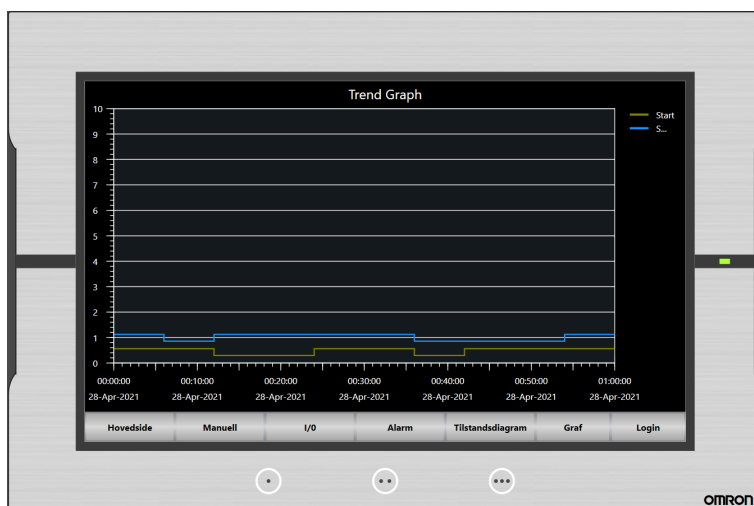 Trend Graph
10
9
8
7
6
5
4
3
2
1
0
Start
S...
00:00:00 00:10:00 00:20:00 00:30:00 00:40:00 00:50:00 01:00:00
28-Apr-2021 28-Apr-2021 28-Apr-2021 28-Apr-2021 28-Apr-2021 28-Apr-2021 28-Apr-2021
Hovedside Manuell I/0 Alarm Tilstandsdiagram Graf Login
OMRON